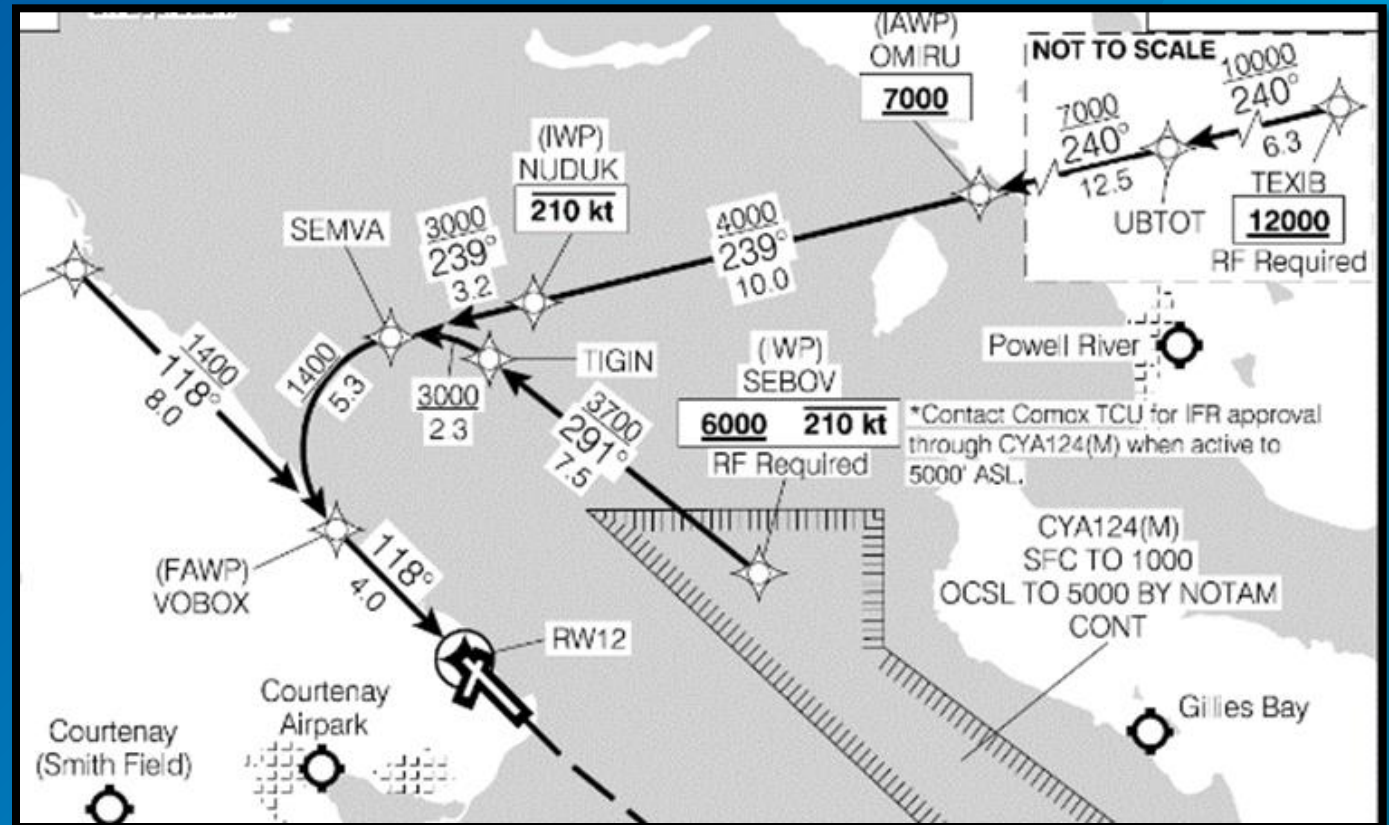 (IAWP)
OMIRU
7000
NOT TO SCALE
10000
240°
6.3
7000
240°
12.5
TEXIB
12000
RF Required
UBTOT
(IWP)
NUDUK
210 kt
SEMVA
3000
239°
3.2
4000
239°
10.0
Powell River
TIGIN
(IWP)
SEBOV
6000 210 kt
RF Required
*Contact Comox TCU for IFR approval
through CYA124(M) when active to
5000' ASL.
1400
118°
8.0
1400
5.3
3000
2.3
3700
291°
7.5
CYA124(M)
SFC TO 1000
OCSL TO 5000 BY NOTAM
CONT
(FAWP)
VOBOX
118°
4.0
RW12
Courtenay
Airpark
Courtenay
(Smith Field)
Gillies Bay